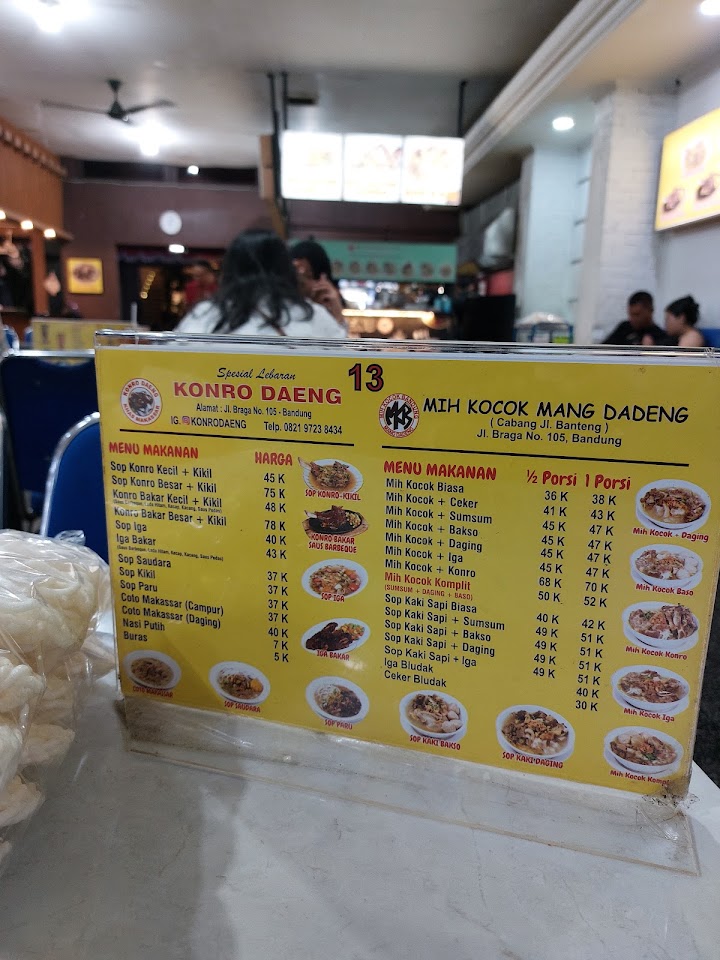 Spesial Lebaran
KONRO DAENG
Alamat : Jl. Braga No. 105 - Bandung
IG. KONRODAENG Telp. 0821 9723 8434
13
KONRO DAENG
MENU MAKANAN HARGA
Sop Konro Kecil + Kikil 45 K
Sop Konro Besar + Kikil 75 K
Konro Bakar Kecil + Kikil 48 K
Konro Bakar Besar + Kikil 78 K
Sop Iga 40 K
Iga Bakar 43 K
Sop Saudara 37 K
Sop Kikil 37 K
Sop Paru 37 K
Coto Makassar (Campur) 37 K
Coto Makassar (Daging) 40 K
Nasi Putih 7 K
Buras 5 K
SOP KONRO-KIKIL
KONRO BAKAR
SAUS BARBEQUE
SOP IGA
IGA BAKAR
COTO MAKASSAR
SOP SAUDARA
SOP PARU
MKB
MIH KOCOK MANG DADENG
( Cabang Jl. Banteng )
Jl. Braga No. 105, Bandung
MENU MAKANAN ½ Porsi 1 Porsi
Mih Kocok Biasa 36 K 38 K
Mih Kocok + Ceker 41 K 43 K
Mih Kocok + Sumsum 45 K 47 K
Mih Kocok + Bakso 45 K 47 K
Mih Kocok + Daging 45 K 47 K
Mih Kocok + Iga 45 K 47 K
Mih Kocok + Konro 68 K 70 K
Mih Kocok Komplit 50 K 52 K
(SUMSUM + DAGING + BASO)
Sop Kaki Sapi Biasa 40 K 42 K
Sop Kaki Sapi + Sumsum 49 K 51 K
Sop Kaki Sapi + Bakso 49 K 51 K
Sop Kaki Sapi + Daging 49 K 51 K
Sop Kaki Sapi + Iga 49 K 51 K
Iga Bludak 40 K
Ceker Bludak 30 K
Mih Kocok + Daging
Mih Kocok Baso
Mih Kocok Konro
Mih Kocok Iga
Mih Kocok Kompl
SOP KAKI BAKSO
SOP KAKI DAGING